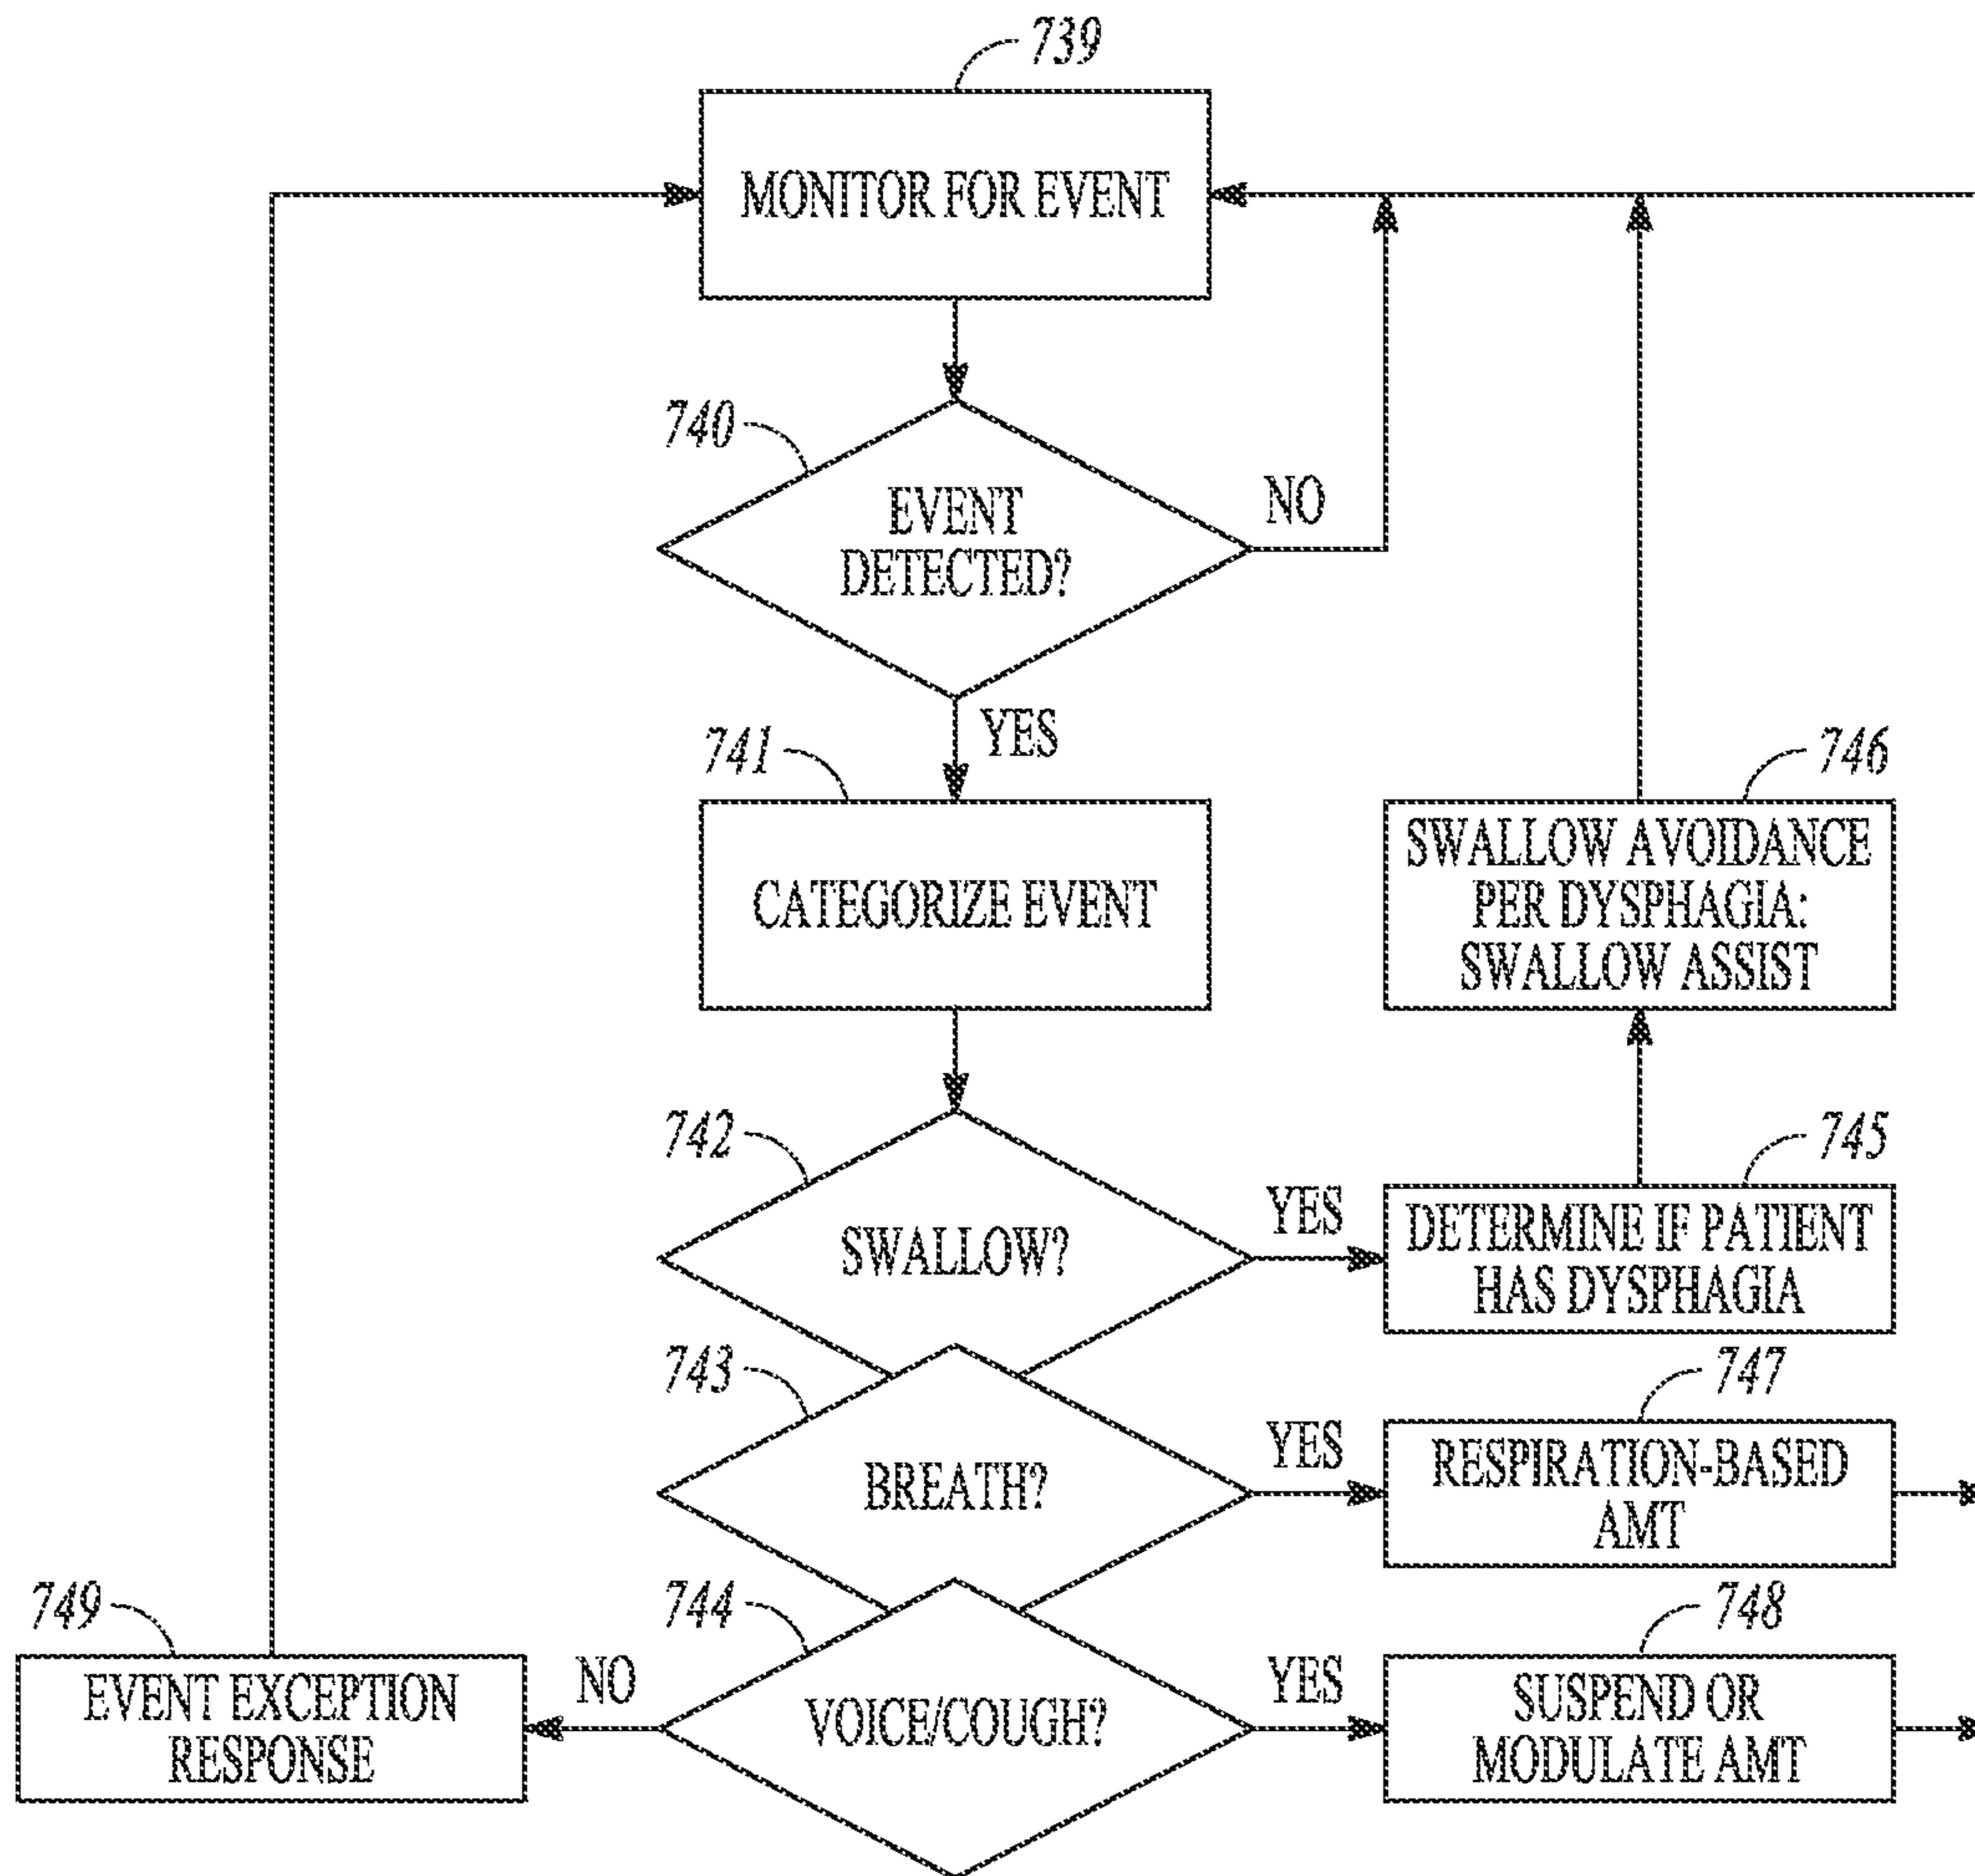 739
MONITOR FOR EVENT
740
EVENT
DETECTED?
NO
YES
741
CATEGORIZE EVENT
746
SWALLOW AVOIDANCE
PER DYSPHAGIA:
SWALLOW ASSIST
742
SWALLOW?
YES
745
DETERMINE IF PATIENT
HAS DYSPHAGIA
743
BREATH?
YES
747
RESPIRATION-BASED
AMT
749
EVENT EXCEPTION
RESPONSE
NO
744
VOICE/COUGH?
YES
748
SUSPEND OR
MODULATE AMT